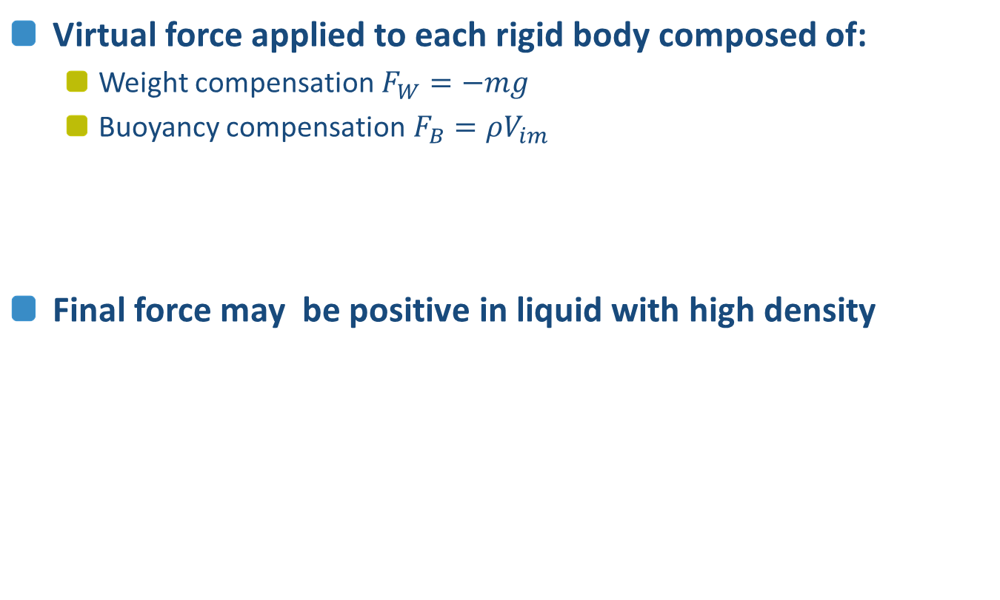 Virtual force applied to each rigid body composed of:
Weight compensation $F_W = -mg$
Buoyancy compensation $F_B = \rho V_{im}$
Final force may  be positive in liquid with high density